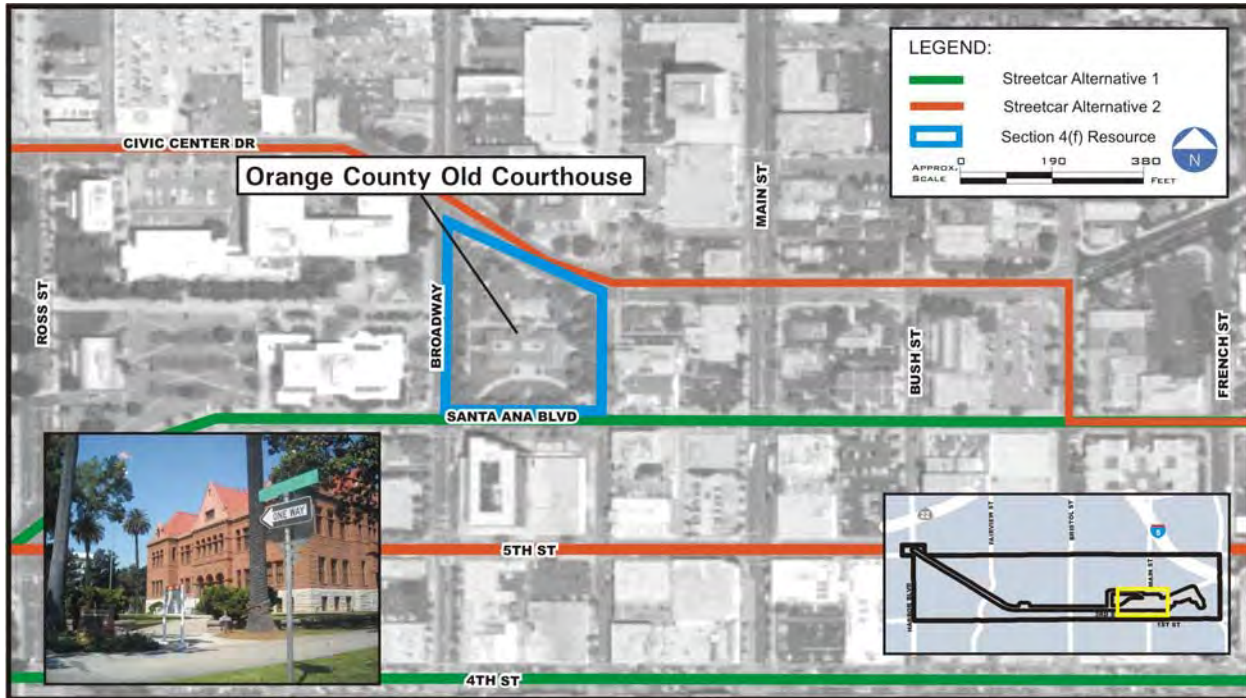 LEGEND:
Streetcar Alternative 1
Streetcar Alternative 2
Section 4(f) Resource
APPROX. SCALE
0 190 380
FEET
N
CIVIC CENTER DR
Orange County Old Courthouse
MAIN ST
ROSS ST
BROADWAY
BUSH ST
FRENCH ST
SANTA ANA BLVD
ONE WAY
5TH ST
4TH ST
22
FAIRVIEW ST
BRISTOL ST
5
MAIN ST
HARBOR BLVD
1ST ST